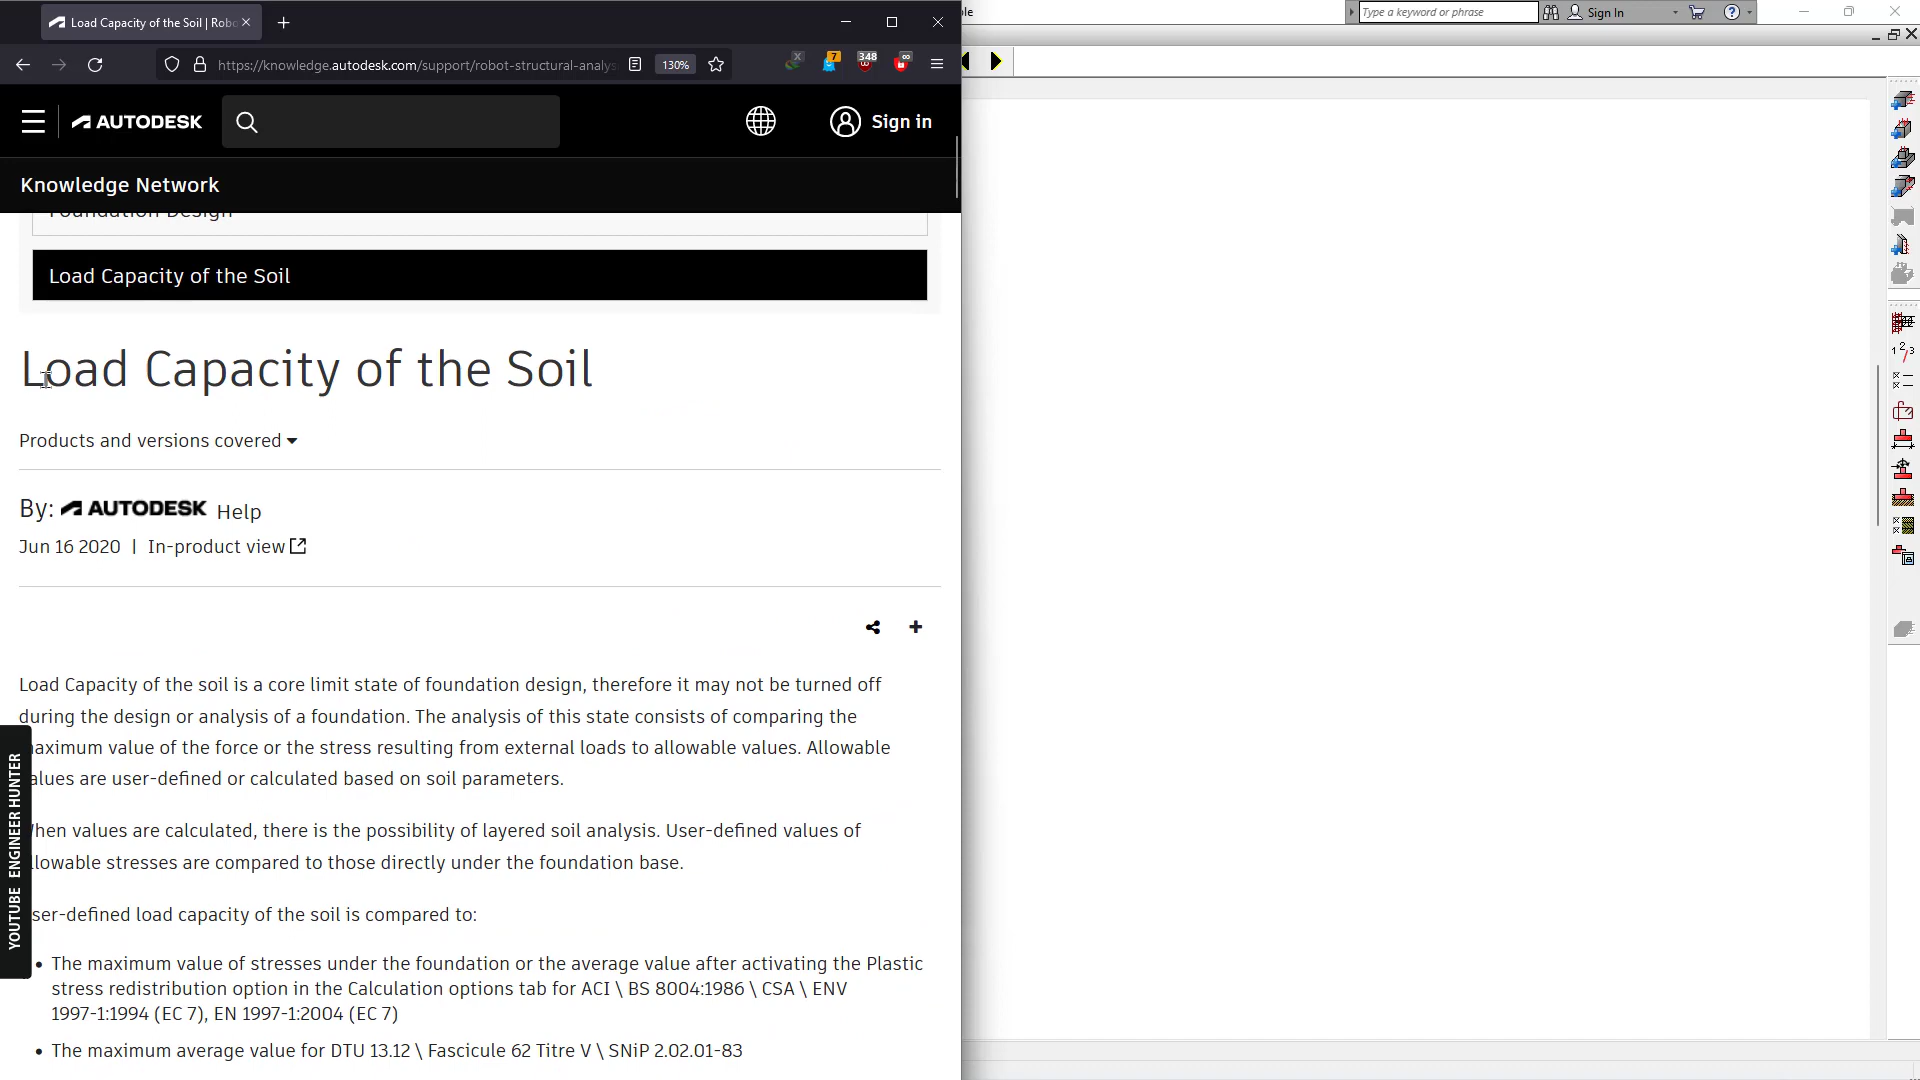 Load Capacity of the Soil | Robo
ple
Type a keyword or phrase
Sign In
https://knowledge.autodesk.com/support/robot-structural-analys
130%
7
348
AUTODESK
Sign in
Knowledge Network
Foundation Design
Load Capacity of the Soil
Load Capacity of the Soil
Products and versions covered
By: AUTODESK Help
Jun 16 2020 | In-product view
Load Capacity of the soil is a core limit state of foundation design, therefore it may not be turned off
during the design or analysis of a foundation. The analysis of this state consists of comparing the
maximum value of the force or the stress resulting from external loads to allowable values. Allowable
values are user-defined or calculated based on soil parameters.
When values are calculated, there is the possibility of layered soil analysis. User-defined values of
allowable stresses are compared to those directly under the foundation base.
User-defined load capacity of the soil is compared to:
• The maximum value of stresses under the foundation or the average value after activating the Plastic
stress redistribution option in the Calculation options tab for ACI \ BS 8004:1986 \ CSA \ ENV
1997-1:1994 (EC 7), EN 1997-1:2004 (EC 7)
• The maximum average value for DTU 13.12 \ Fascicule 62 Titre V \ SNiP 2.02.01-83
YOUTUBE ENGINEER HUNTER